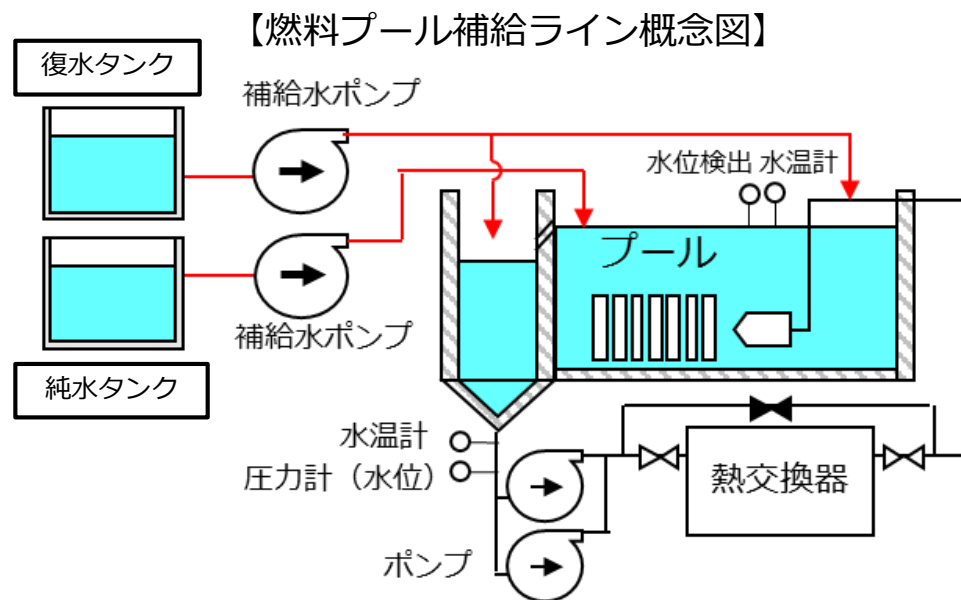 【燃料プール補給ライン概念図】
復水タンク
補給水ポンプ
水位検出 水温計
プール
補給水ポンプ
純水タンク
水温計
圧力計（水位）
熱交換器
ポンプ